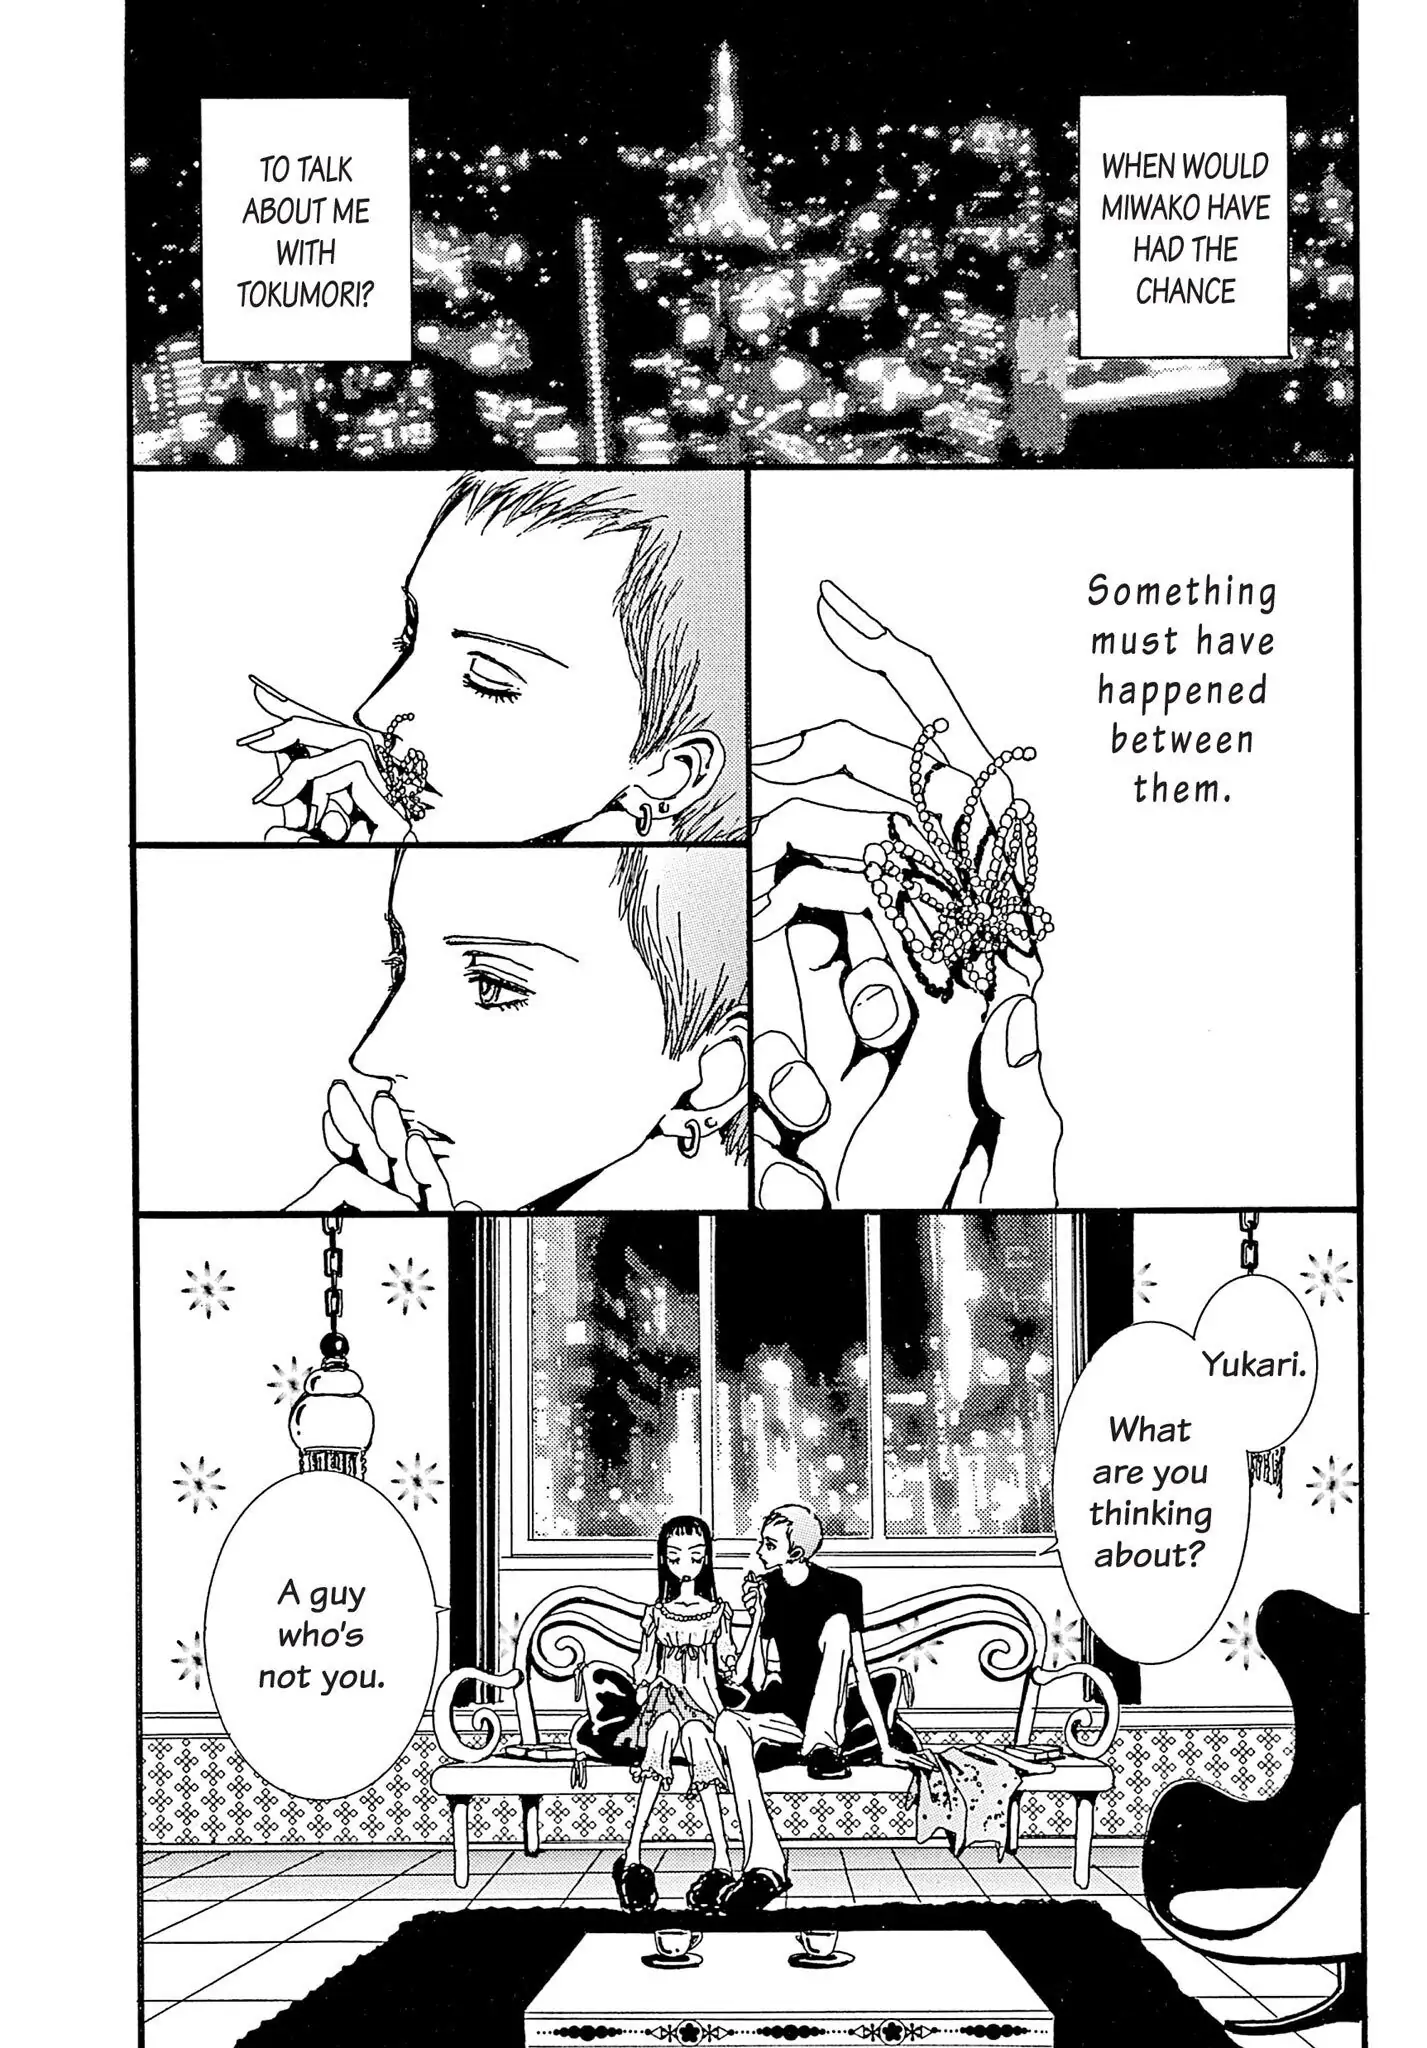 WHEN WOULD
MIWAKO HAVE
HAD THE
CHANCE
TO TALK
ABOUT ME
WITH
TOKUMORI?
Something
must have
happened
between
them.
Yukari.
What
are you
thinking
about?
A guy
who's
not you.